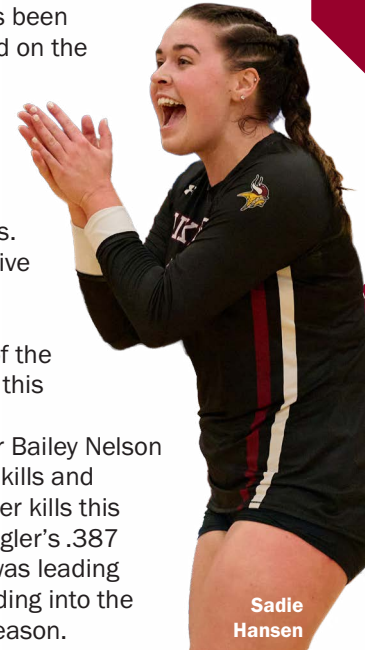 s been
d on the
s.
ive
f the
this
r Bailey Nelson
kills and
er kills this
gler's .387
was leading
ding into the
eason.
Sadie
Hansen